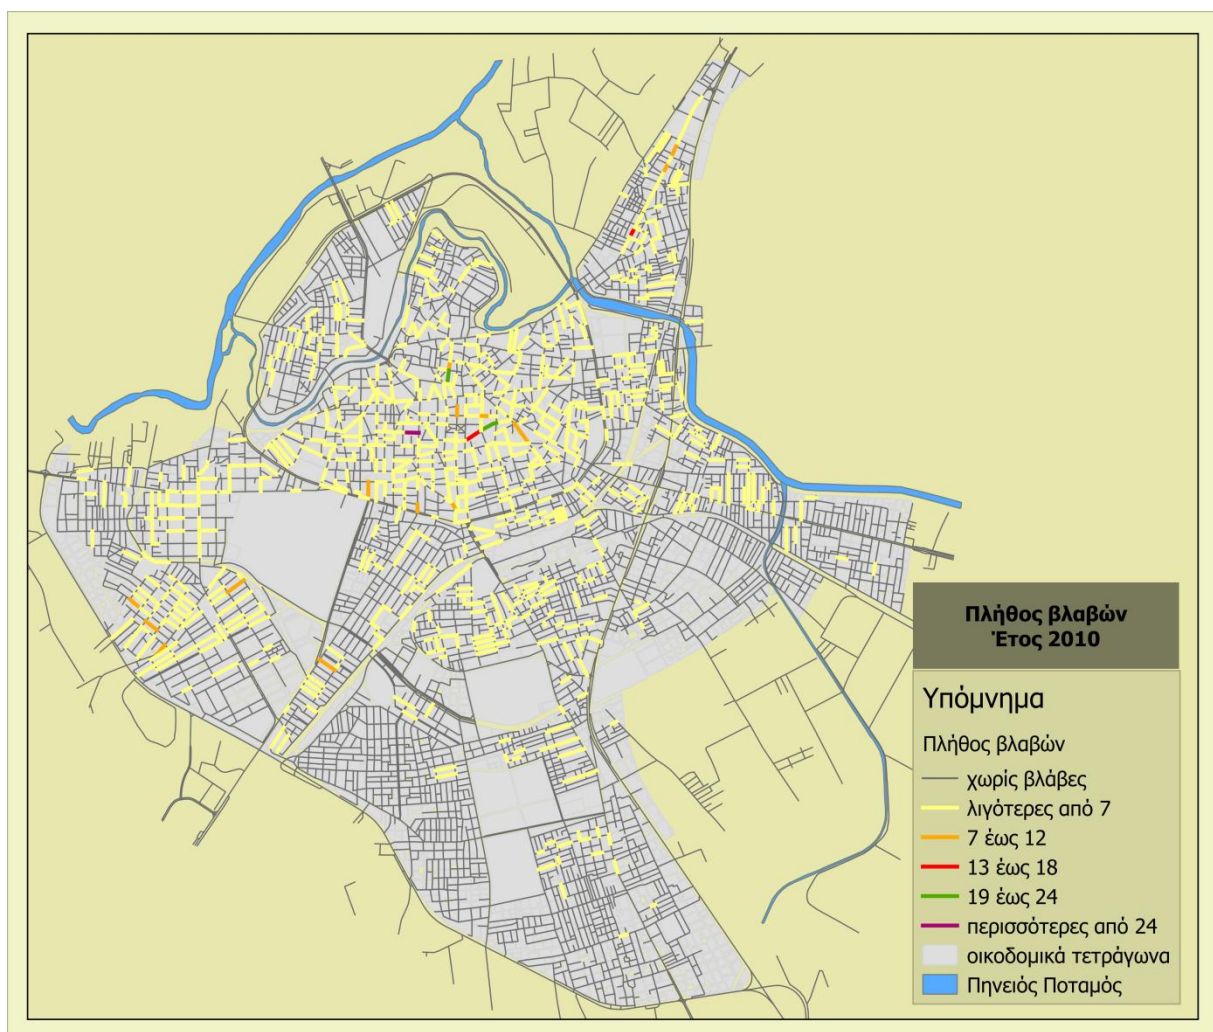 Πλήθος βλαβών
Έτος 2010
Υπόμνημα
Πλήθος βλαβών
χωρίς βλάβες
λιγότερες από 7
7 έως 12
13 έως 18
19 έως 24
περισσότερες από 24
οικοδομικά τετράγωνα
Πηνειός Ποταμός